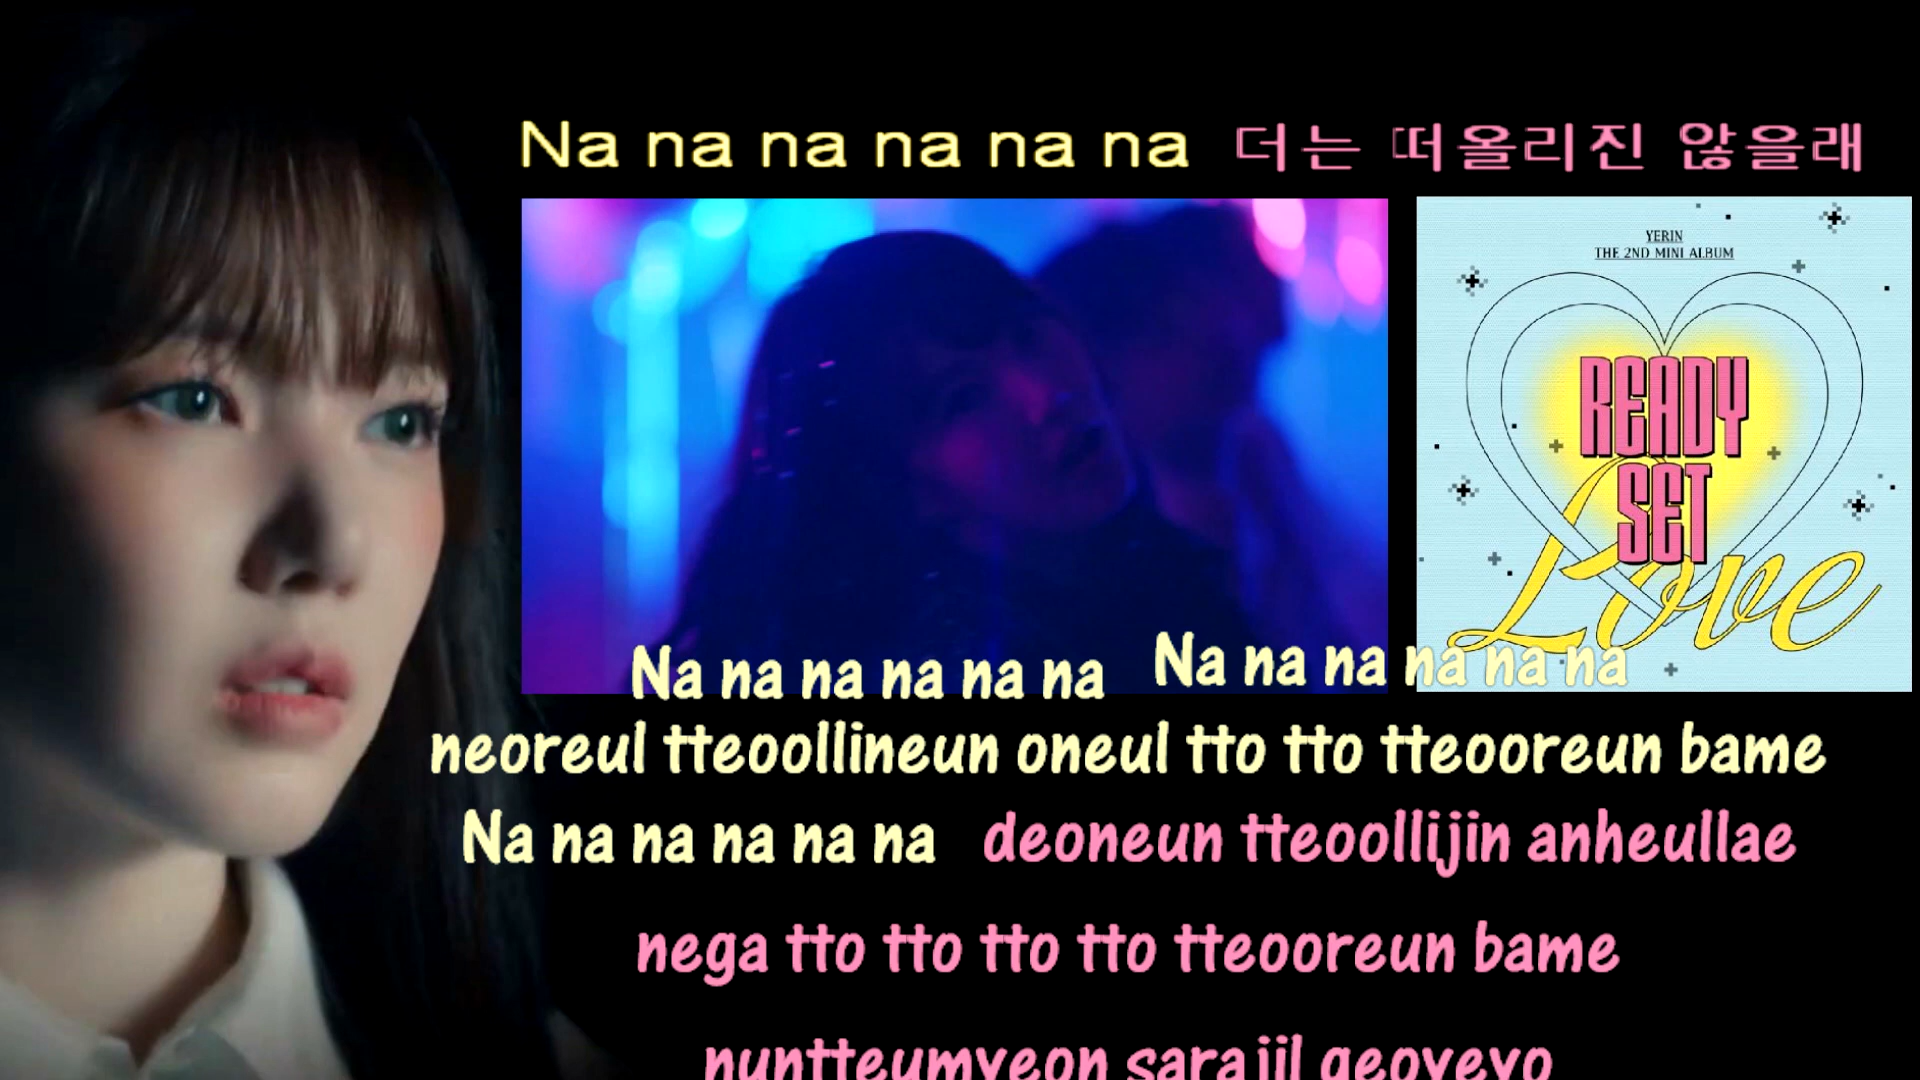 Na na na na na na 더는 떠올리진 않을래
YERIN
THE 2ND MINI ALBUM
READY
SET
Love
Na na na na na na Na na na na na na
neoreul tteoollineun oneul tto tto tteooreun bame
Na na na na na na deoneun tteoollijin anheullae
nega tto tto tto tto tteooreun bame
nuntteumyeon sarajil geoyeyo